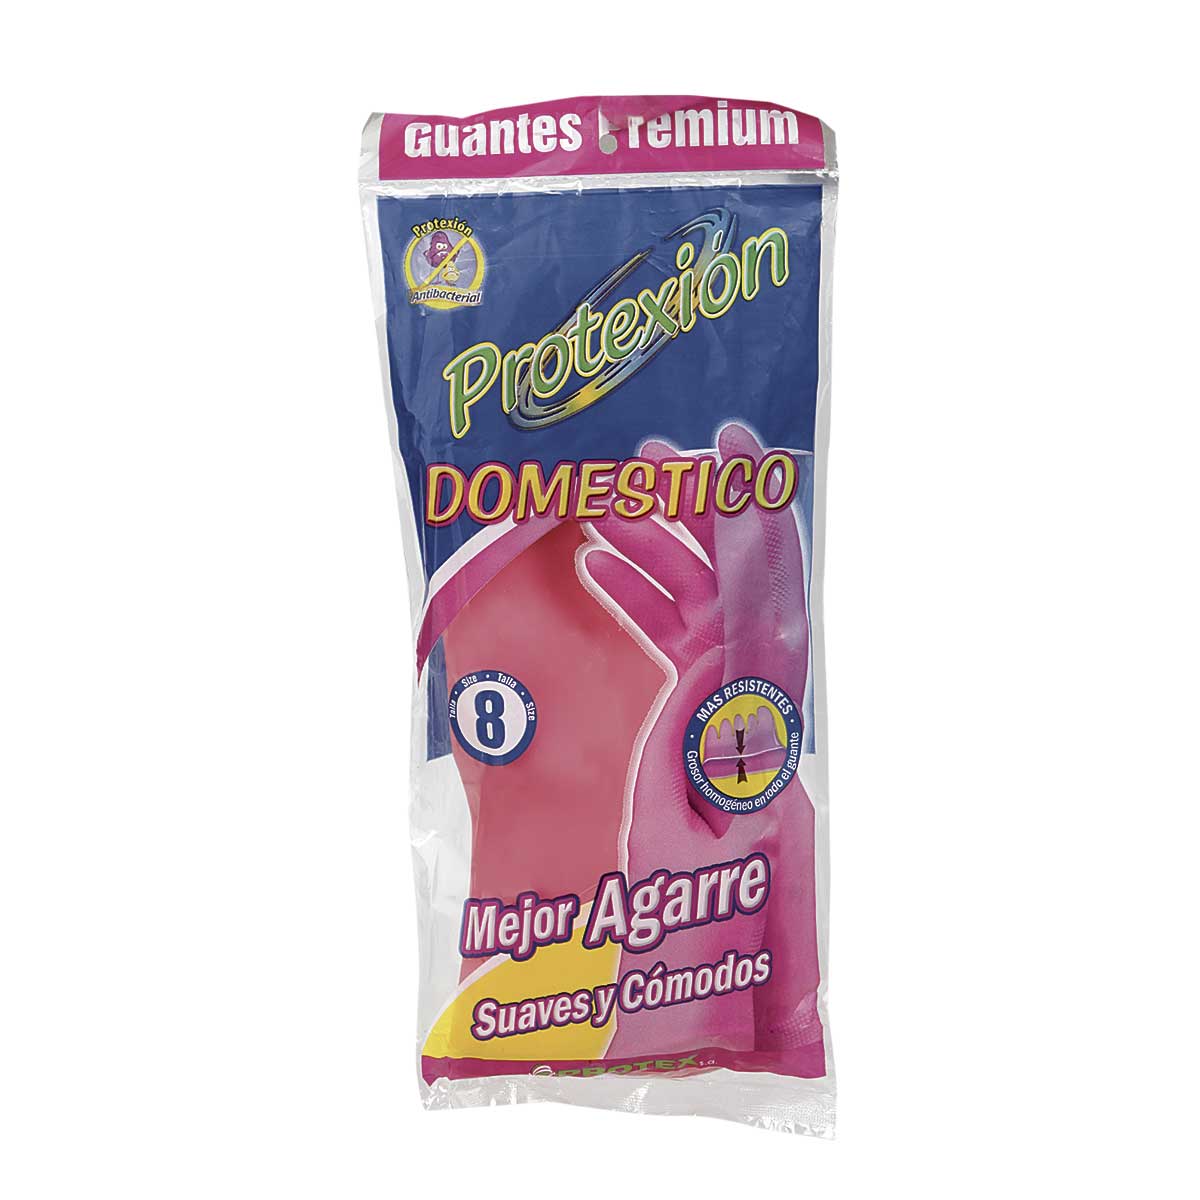 Guantes Premium
Protexión
Antibacterial
Protexión
DOMESTICO
Talla • Size • Talla • Size
8
MAS RESISTENTES
Grosor homogéneo en todo el guante
Mejor Agarre
Suaves y Cómodos
PROTEX s.a.